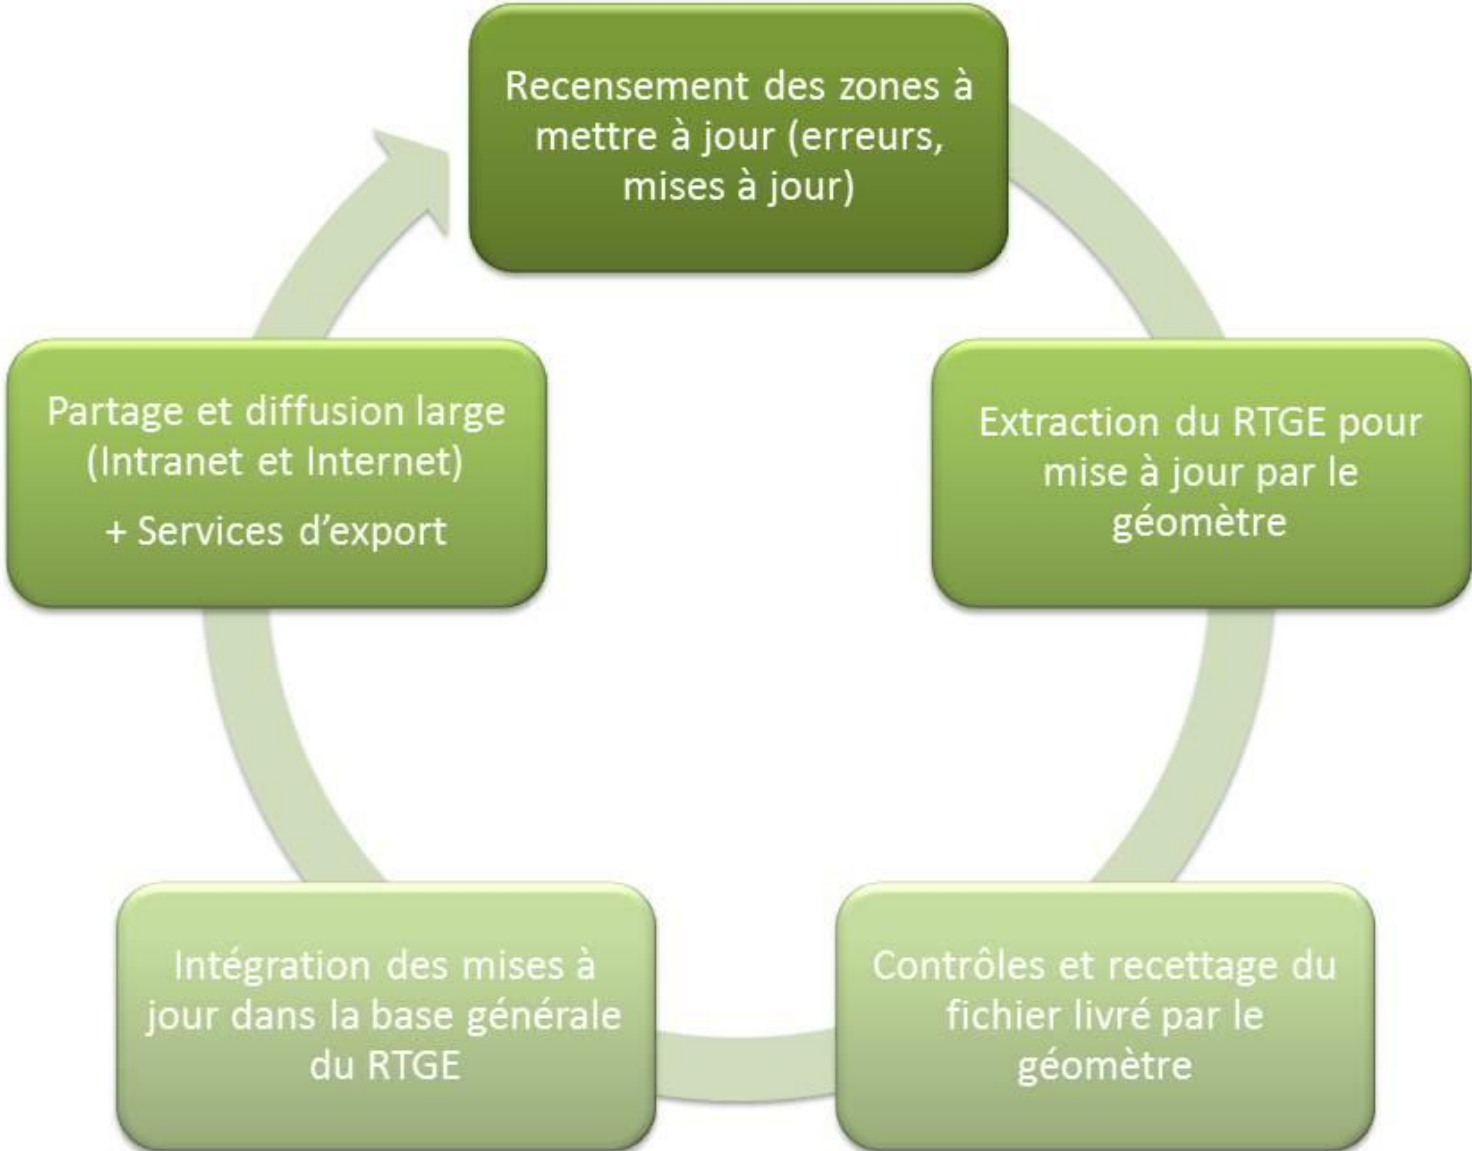 Recensement des zones à
mettre à jour (erreurs,
mises à jour)
Extraction du RTGE pour
mise à jour par le
géomètre
Contrôles et recettage du
fichier livré par le
géomètre
Intégration des mises à
jour dans la base générale
du RTGE
Partage et diffusion large
(Intranet et Internet)
+ Services d’export